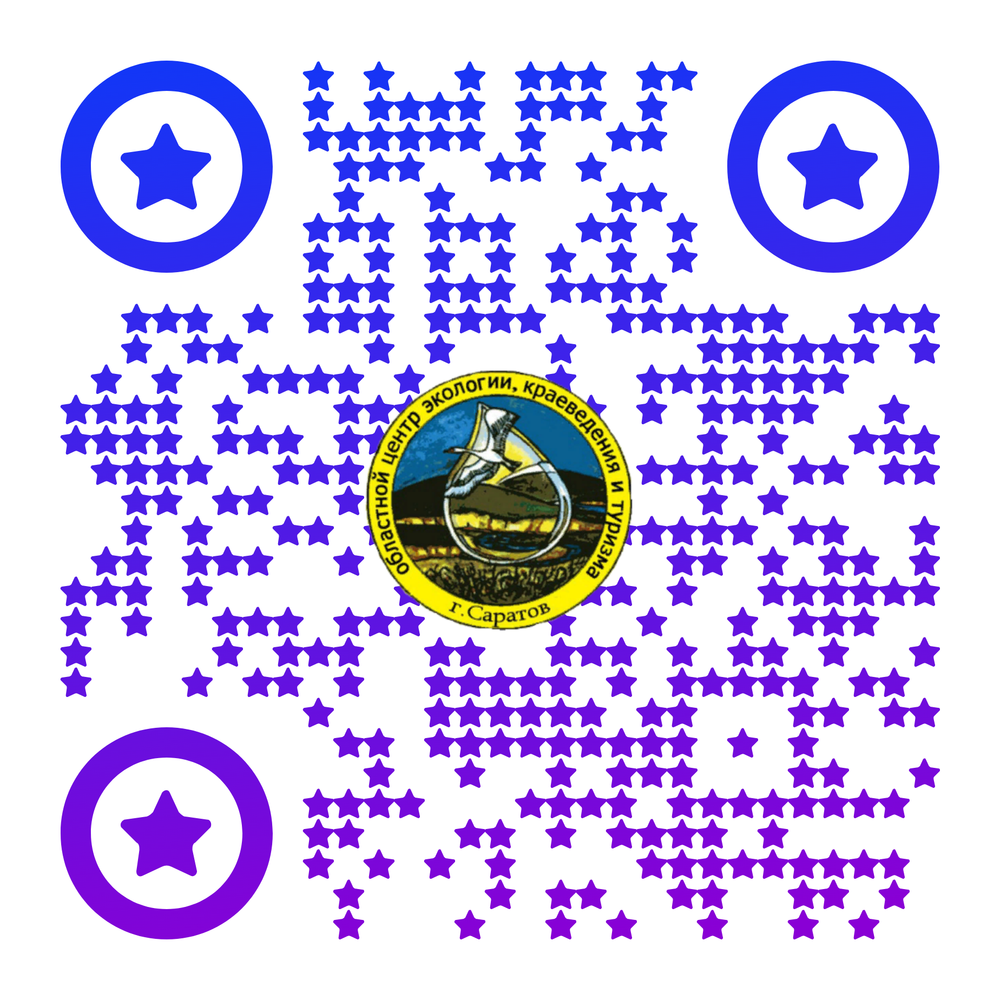 областной центр экологии, краеведения и туризма
г. Саратов